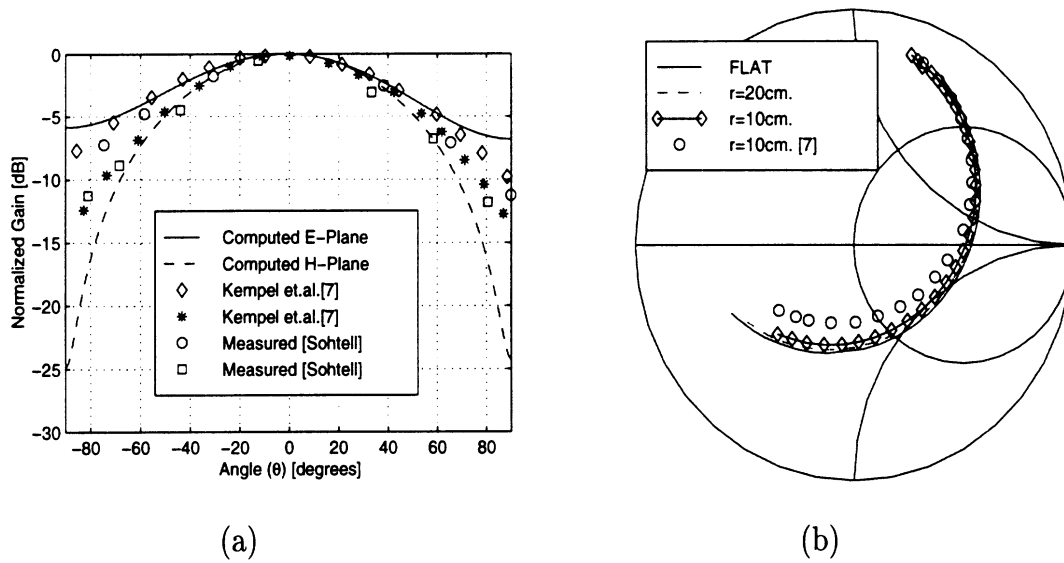 0
−5
−10
−15
−20
−25
−30
Normalized Gain [dB]
Computed E−Plane
Computed H−Plane
Kempel et.al.[7]
Kempel et.al.[7]
Measured [Sohtell]
Measured [Sohtell]
−80 −60 −40 −20 0 20 40 60 80
Angle (θ) [degrees]
(a)
FLAT
r=20cm.
r=10cm.
r=10cm. [7]
(b)